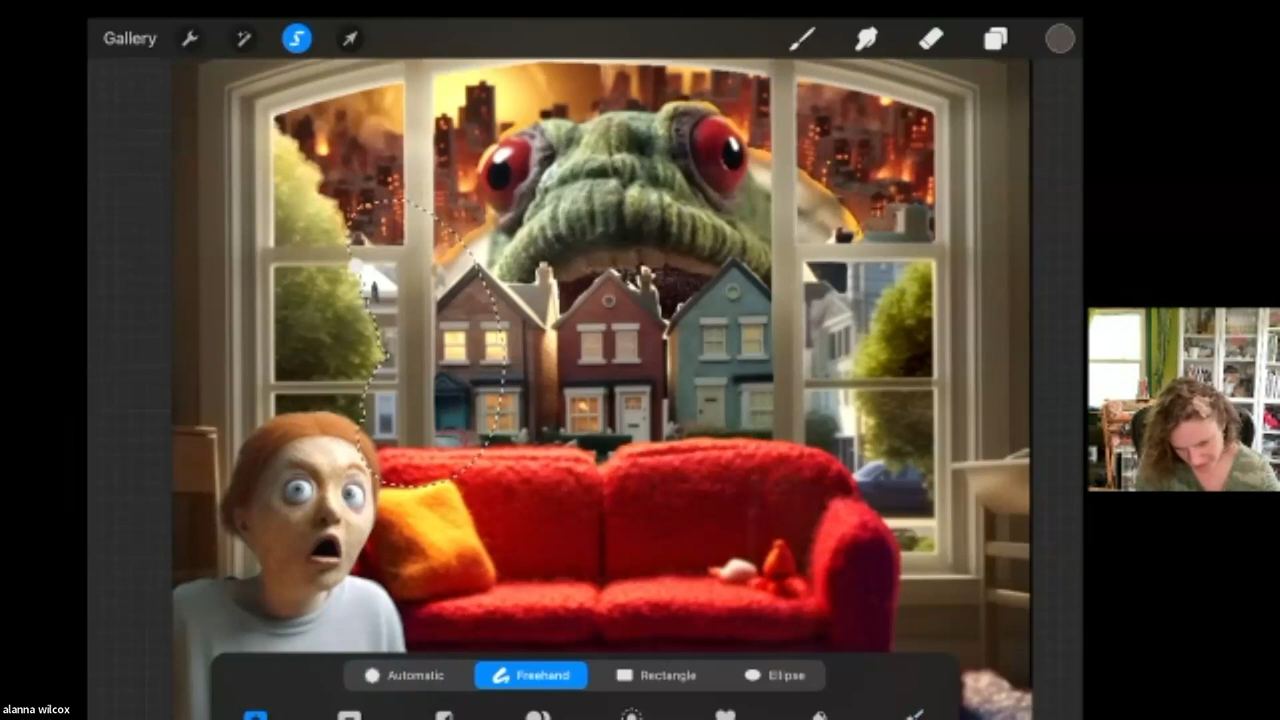 Gallery
Automatic
Freehand
Rectangle
Ellipse
alanna wilcox